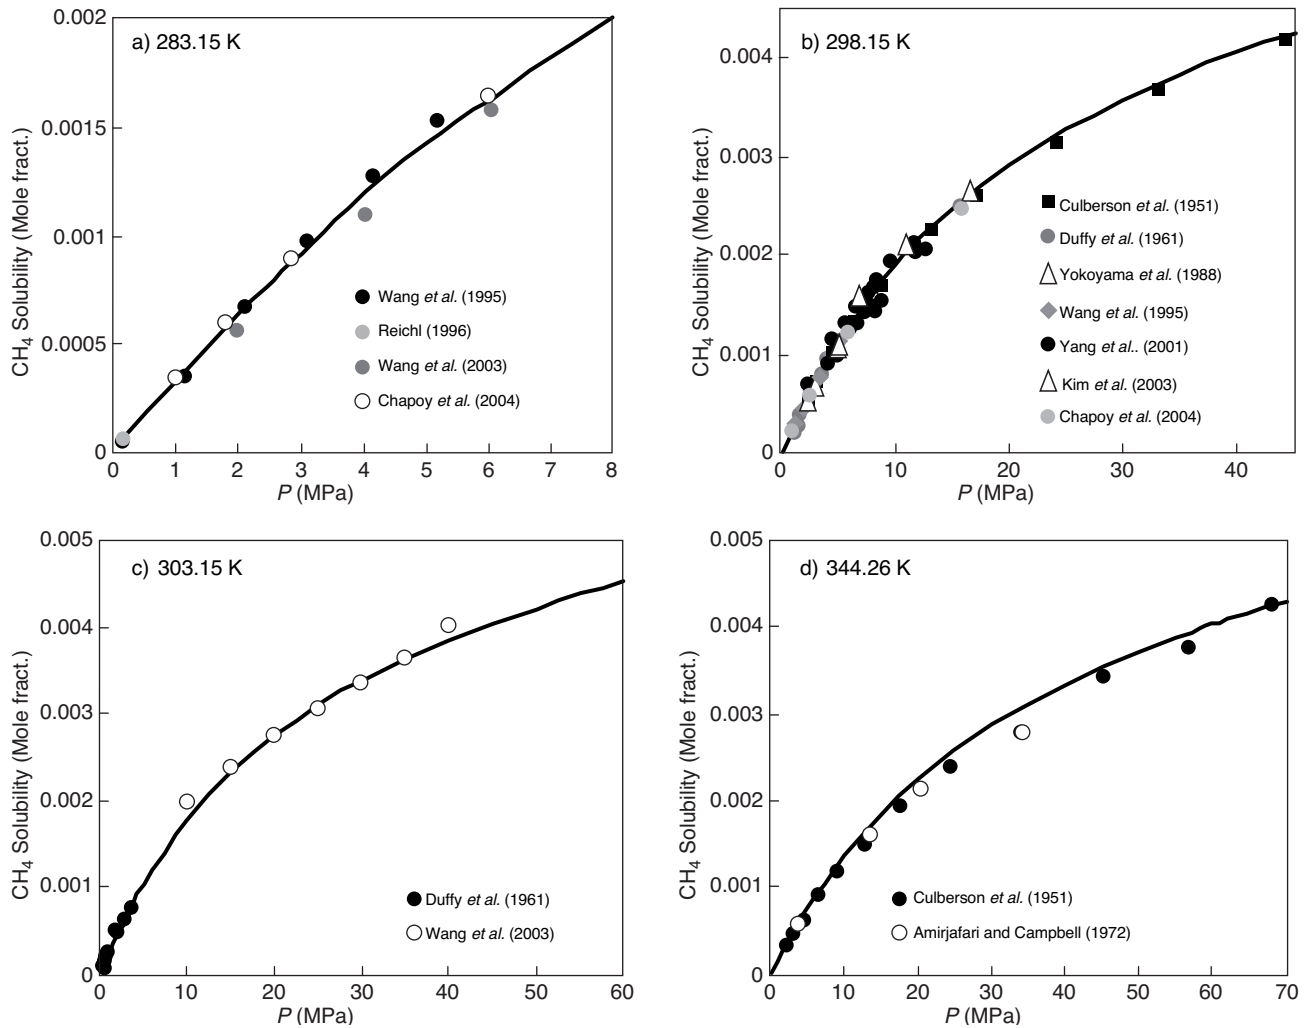 a) 283.15 K
CH4 Solubility (Mole fract.)
0.002
0.0015
0.001
0.0005
0
Wang et al. (1995)
Reichl (1996)
Wang et al. (2003)
Chapoy et al. (2004)
0 1 2 3 4 5 6 7 8
P (MPa)
b) 298.15 K
CH4 Solubility (Mole fract.)
0.004
0.003
0.002
0.001
0
Culberson et al. (1951)
Duffy et al. (1961)
Yokoyama et al. (1988)
Wang et al. (1995)
Yang et al.. (2001)
Kim et al. (2003)
Chapoy et al. (2004)
0 10 20 30 40
P (MPa)
c) 303.15 K
CH4 Solubility (Mole fract.)
0.005
0.004
0.003
0.002
0.001
0
Duffy et al. (1961)
Wang et al. (2003)
0 10 20 30 40 50 60
P (MPa)
d) 344.26 K
CH4 Solubility (Mole fract.)
0.005
0.004
0.003
0.002
0.001
0
Culberson et al. (1951)
Amirjafari and Campbell (1972)
0 10 20 30 40 50 60 70
P (MPa)